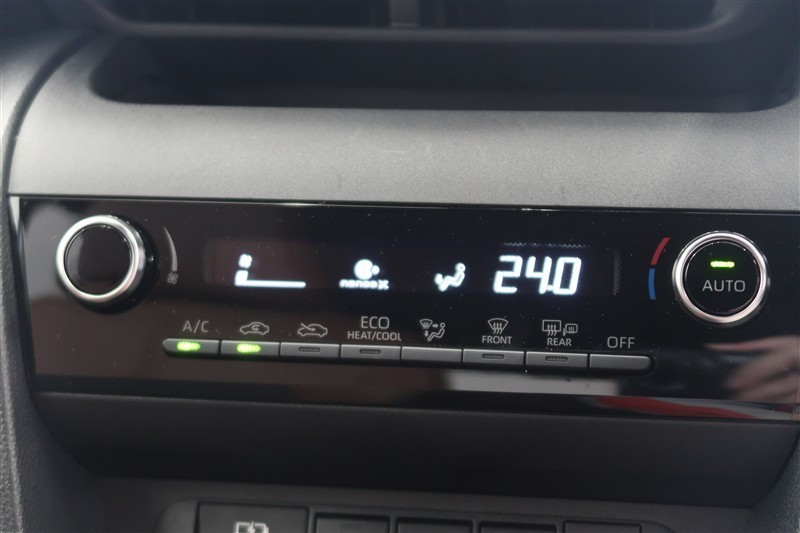 nanoe X
24.0
AUTO
A/C
ECO
HEAT/COOL
FRONT
REAR
OFF